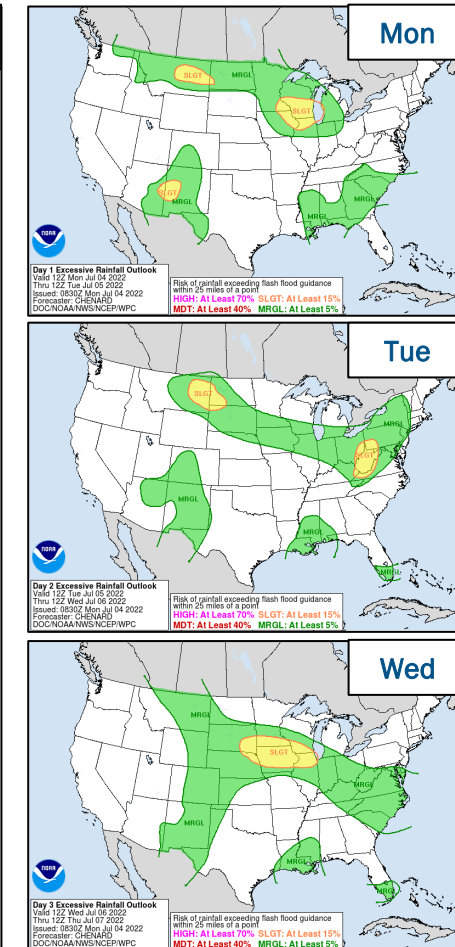 Mon
SLGT
MRGL
SLGT
SLGT
MRGL
MRGL
MRGL
NOAA
Day 1 Excessive Rainfall Outlook
Valid 12Z Mon Jul 04 2022
Thru 12Z Tue Jul 05 2022
Issued: 0830Z Mon Jul 04 2022
Forecaster: CHENARD
DOC/NOAA/NWS/NCEP/WPC
Risk of rainfall exceeding flash flood guidance
within 25 miles of a point
HIGH: At Least 70% SLGT: At Least 15%
MDT: At Least 40% MRGL: At Least 5%
Tue
SLGT
MRGL
SLGT
MRGL
MRGL
MRGL
NOAA
Day 2 Excessive Rainfall Outlook
Valid 12Z Tue Jul 05 2022
Thru 12Z Wed Jul 06 2022
Issued: 0830Z Mon Jul 04 2022
Forecaster: CHENARD
DOC/NOAA/NWS/NCEP/WPC
Risk of rainfall exceeding flash flood guidance
within 25 miles of a point
HIGH: At Least 70% SLGT: At Least 15%
MDT: At Least 40% MRGL: At Least 5%
Wed
MRGL
SLGT
MRGL
MRGL
MRGL
MRGL
NOAA
Day 3 Excessive Rainfall Outlook
Valid 12Z Wed Jul 06 2022
Thru 12Z Thu Jul 07 2022
Issued: 0830Z Mon Jul 04 2022
Forecaster: CHENARD
DOC/NOAA/NWS/NCEP/WPC
Risk of rainfall exceeding flash flood guidance
within 25 miles of a point
HIGH: At Least 70% SLGT: At Least 15%
MDT: At Least 40% MRGL: At Least 5%